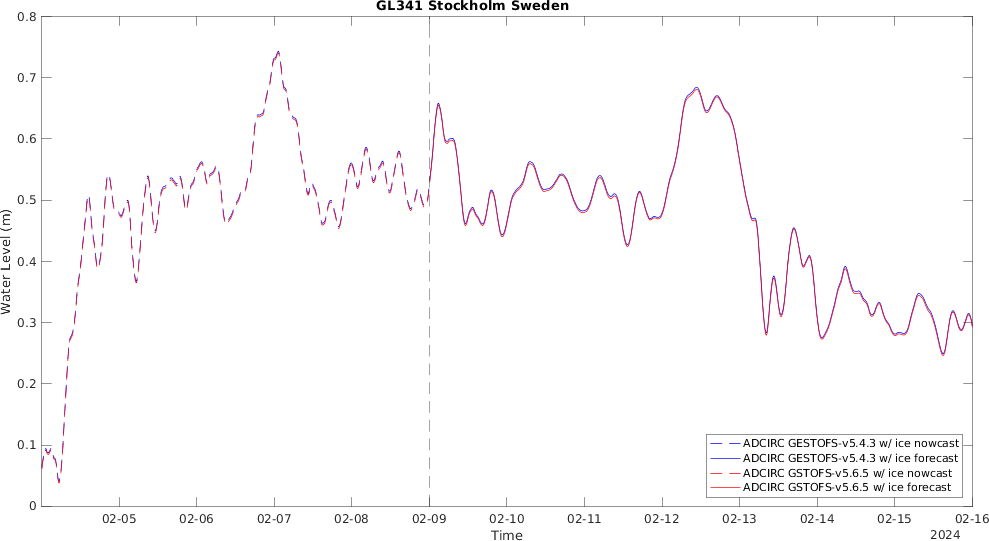 GL341 Stockholm Sweden
0.8
0.7
0.6
0.5
0.4
0.3
0.2
0.1
0
Water Level (m)
ADCIRC GESTOFS-v5.4.3 w/ ice nowcast
ADCIRC GESTOFS-v5.4.3 w/ ice forecast
ADCIRC GSTOFS-v5.6.5 w/ ice nowcast
ADCIRC GSTOFS-v5.6.5 w/ ice forecast
02-05 02-06 02-07 02-08 02-09 02-10 02-11 02-12 02-13 02-14 02-15 02-16
Time 2024